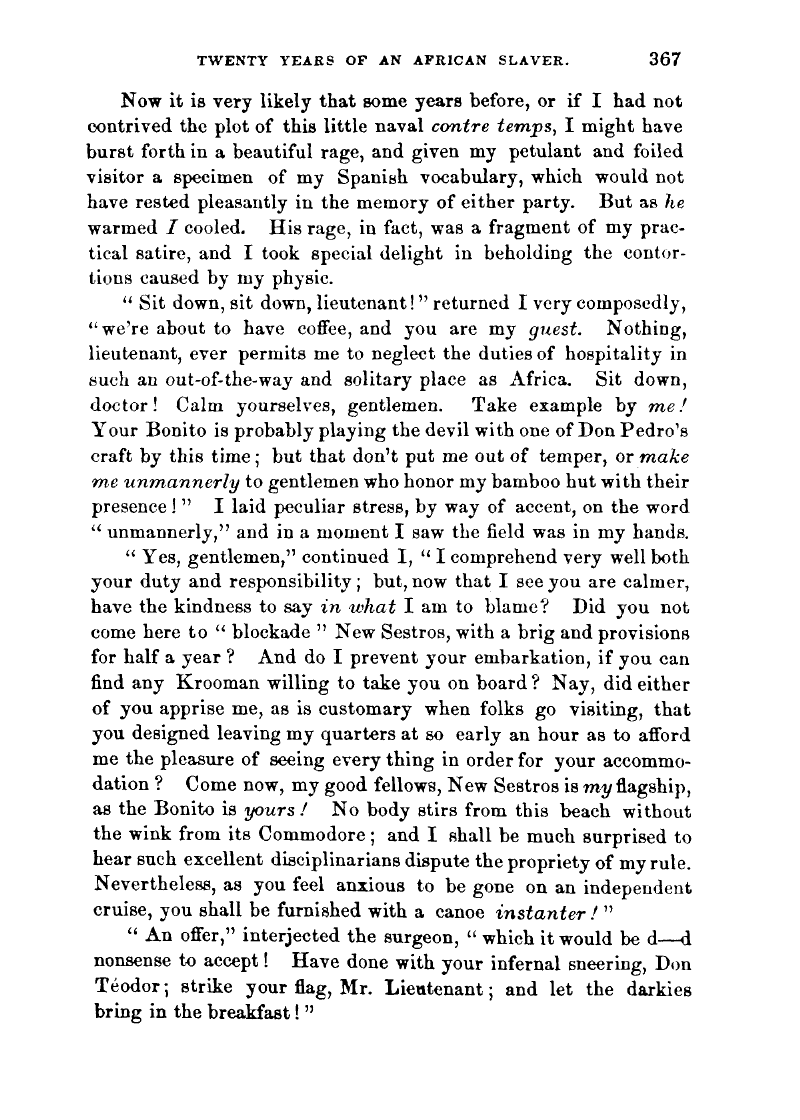 TWENTY YEARS OF AN AFRICAN SLAVER. 367
Now it is very likely that some years before, or if I had not
contrived the plot of this little naval contre temps, I might have
burst forth in a beautiful rage, and given my petulant and foiled
visitor a specimen of my Spanish vocabulary, which would not
have rested pleasantly in the memory of either party. But as he
warmed I cooled. His rage, in fact, was a fragment of my prac-
tical satire, and I took special delight in beholding the contor-
tions caused by my physic.
“ Sit down, sit down, lieutenant! ” returned I very composedly,
“ we're about to have coffee, and you are my guest. Nothing,
lieutenant, ever permits me to neglect the duties of hospitality in
such an out-of-the-way and solitary place as Africa. Sit down,
doctor! Calm yourselves, gentlemen. Take example by me!
Your Bonito is probably playing the devil with one of Don Pedro's
craft by this time; but that don't put me out of temper, or make
me unmannerly to gentlemen who honor my bamboo hut with their
presence! ” I laid peculiar stress, by way of accent, on the word
“ unmannerly,” and in a moment I saw the field was in my hands.
“ Yes, gentlemen,” continued I, “ I comprehend very well both
your duty and responsibility; but, now that I see you are calmer,
have the kindness to say in what I am to blame? Did you not
come here to “ blockade ” New Sestros, with a brig and provisions
for half a year? And do I prevent your embarkation, if you can
find any Krooman willing to take you on board? Nay, did either
of you apprise me, as is customary when folks go visiting, that
you designed leaving my quarters at so early an hour as to afford
me the pleasure of seeing every thing in order for your accommo-
dation? Come now, my good fellows, New Sestros is my flagship,
as the Bonito is yours! No body stirs from this beach without
the wink from its Commodore; and I shall be much surprised to
hear such excellent disciplinarians dispute the propriety of my rule.
Nevertheless, as you feel anxious to be gone on an independent
cruise, you shall be furnished with a canoe instanter! ”
“ An offer,” interjected the surgeon, “ which it would be d—d
nonsense to accept! Have done with your infernal sneering, Don
Téodor; strike your flag, Mr. Lieutenant; and let the darkies
bring in the breakfast! ”